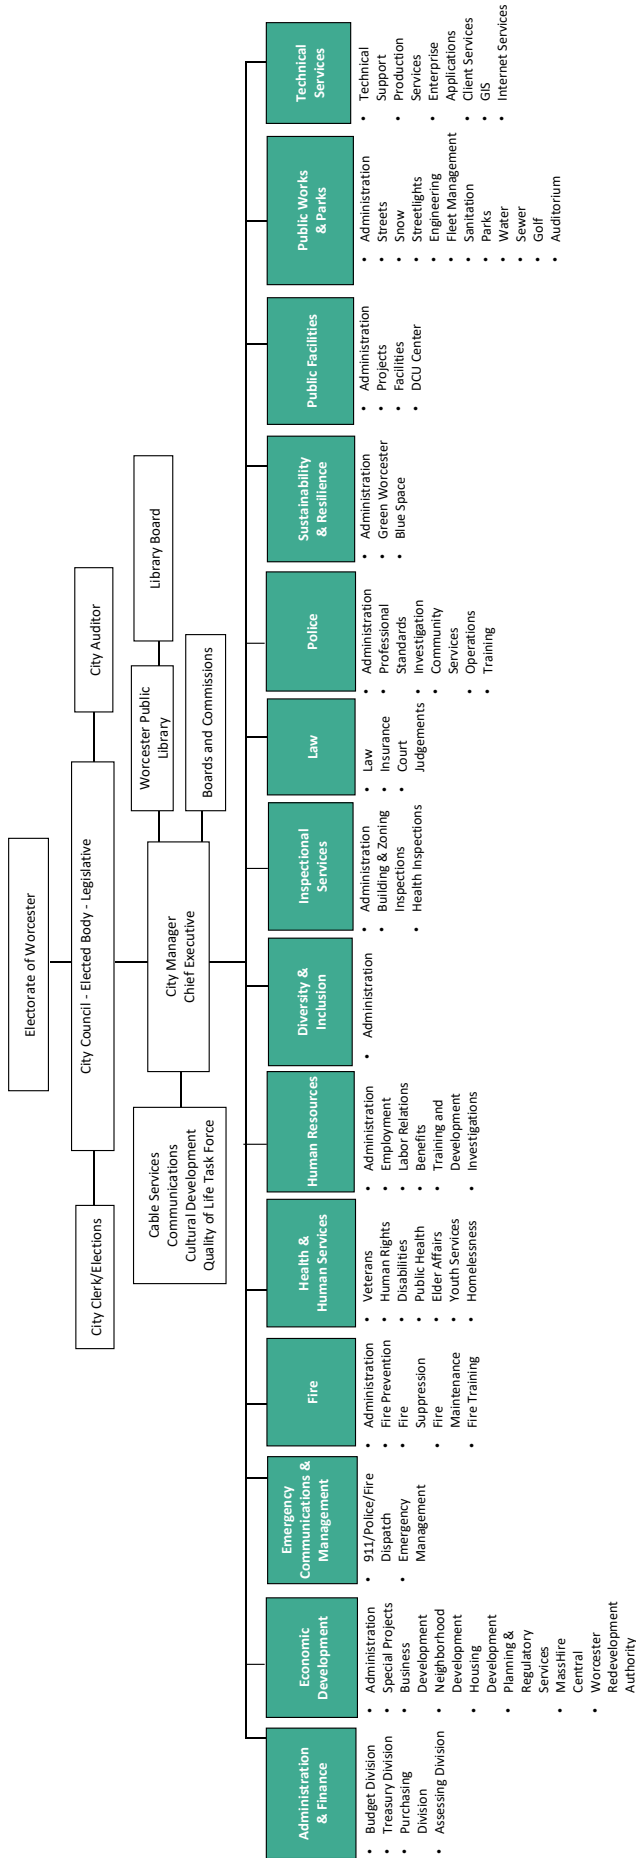 Electorate of Worcester
City Clerk/Elections
City Council - Elected Body - Legislative
City Auditor
Cable Services
Communications
Cultural Development
Quality of Life Task Force
City Manager
Chief Executive
Worcester Public
Library
Library Board
Boards and Commissions
Administration
& Finance
• Budget Division
• Treasury Division
• Purchasing
Division
• Assessing Division
Economic
Development
• Administration
• Special Projects
• Business
Development
• Neighborhood
Development
• Housing
Development
• Planning &
Regulatory
Services
• MassHire
Central
• Worcester
Redevelopment
Authority
Emergency
Communications &
Management
• 911/Police/Fire
Dispatch
• Emergency
Management
Fire
• Administration
• Fire Prevention
• Fire
Suppression
• Fire
Maintenance
• Fire Training
Health &
Human Services
• Veterans
• Human Rights
• Disabilities
• Public Health
• Elder Affairs
• Youth Services
• Homelessness
Human Resources
• Administration
• Employment
• Labor Relations
• Benefits
• Training and
Development
• Investigations
Diversity &
Inclusion
• Administration
Inspectional
Services
• Administration
• Building & Zoning
Inspections
• Health Inspections
Law
• Law
• Insurance
• Court
Judgements
Police
• Administration
• Professional
Standards
• Investigation
• Community
Services
• Operations
• Training
Sustainability
& Resilience
• Administration
• Green Worcester
• Blue Space
Public Facilities
• Administration
• Projects
• Facilities
• DCU Center
Public Works
& Parks
• Administration
• Streets
• Snow
• Streetlights
• Engineering
• Fleet Management
• Sanitation
• Parks
• Water
• Sewer
• Golf
• Auditorium
Technical
Services
• Technical
Support
• Production
Services
• Enterprise
Applications
• Client Services
• GIS
• Internet Services